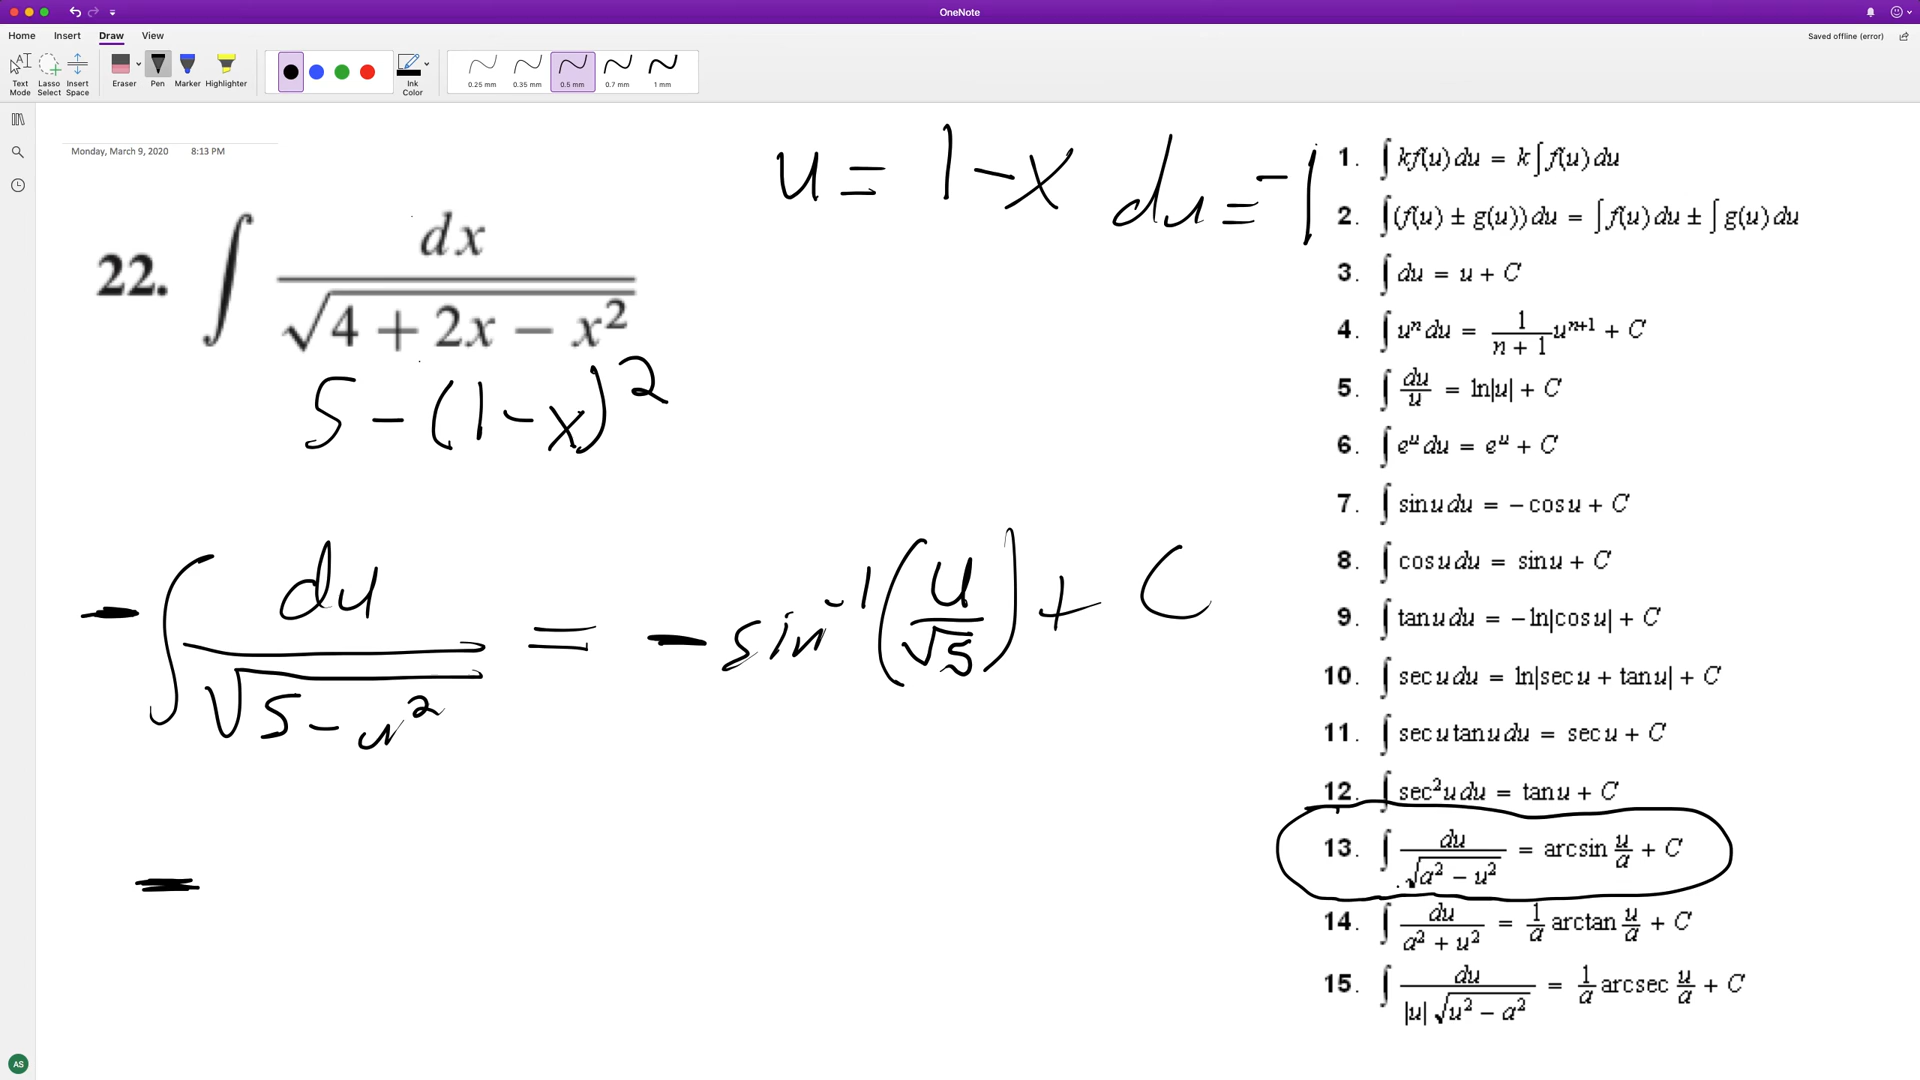 OneNote
Home Insert Draw View
Saved offline (error)
Text Mode Lasso Select Insert Space Eraser Pen Marker Highlighter Ink Color 0.25 mm 0.35 mm 0.5 mm 0.7 mm 1 mm
Monday, March 9, 2020 8:13 PM
u = 1-x du = -1
22. ∫ dx / √(4 + 2x − x²)
5 - (1-x)²
-∫ du / √(5-u²) = -sin⁻¹(u/√5) + C
=
1. ∫ kf(u) du = k ∫ f(u) du
2. ∫ (f(u) ± g(u)) du = ∫ f(u) du ± ∫ g(u) du
3. ∫ du = u + C
4. ∫ uⁿ du = 1/(n + 1) uⁿ⁺¹ + C
5. ∫ du/u = ln|u| + C
6. ∫ eᵘ du = eᵘ + C
7. ∫ sin u du = −cos u + C
8. ∫ cos u du = sin u + C
9. ∫ tan u du = −ln|cos u| + C
10. ∫ sec u du = ln|sec u + tan u| + C
11. ∫ sec u tan u du = sec u + C
12. ∫ sec² u du = tan u + C
13. ∫ du / √(a² − u²) = arcsin u/a + C
14. ∫ du / (a² + u²) = 1/a arctan u/a + C
15. ∫ du / (|u| √(u² − a²)) = 1/a arcsec u/a + C
AS